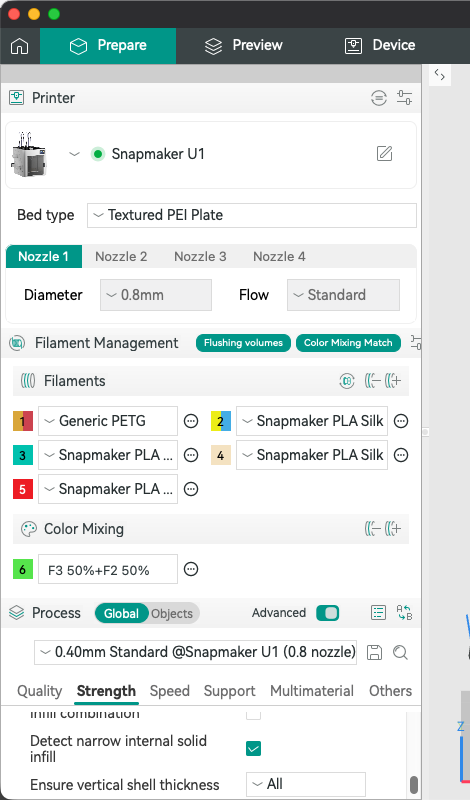 Prepare Preview Device
Printer
Snapmaker U1
Bed type Textured PEI Plate
Nozzle 1 Nozzle 2 Nozzle 3 Nozzle 4
Diameter 0.8mm Flow Standard
Filament Management Flushing volumes Color Mixing Match
Filaments
1 Generic PETG 2 Snapmaker PLA Silk
3 Snapmaker PLA ... 4 Snapmaker PLA Silk
5 Snapmaker PLA ...
Color Mixing
6 F3 50%+F2 50%
Process Global Objects Advanced
0.40mm Standard @Snapmaker U1 (0.8 nozzle)
Quality Strength Speed Support Multimaterial Others
Infill combination
Detect narrow internal solid
infill
Ensure vertical shell thickness All
Z